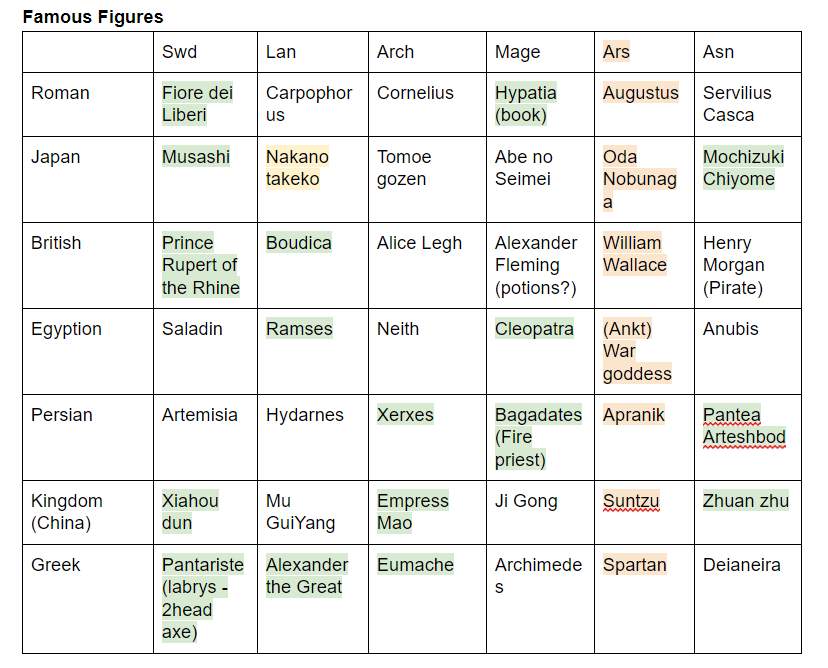 Famous Figures
Swd Lan Arch Mage Ars Asn
Roman Fiore dei Liberi Carpophorus Cornelius Hypatia (book) Augustus Servilius Casca
Japan Musashi Nakano takeko Tomoe gozen Abe no Seimei Oda Nobunaga Mochizuki Chiyome
British Prince Rupert of the Rhine Boudica Alice Legh Alexander Fleming (potions?) William Wallace Henry Morgan (Pirate)
Egyption Saladin Ramses Neith Cleopatra (Ankt) War goddess Anubis
Persian Artemisia Hydarnes Xerxes Bagadates (Fire priest) Apranik Pantea Arteshbod
Kingdom (China) Xiahou dun Mu GuiYang Empress Mao Ji Gong Suntzu Zhuan zhu
Greek Pantariste (labrys - 2head axe) Alexander the Great Eumache Archimedes Spartan Deianeira